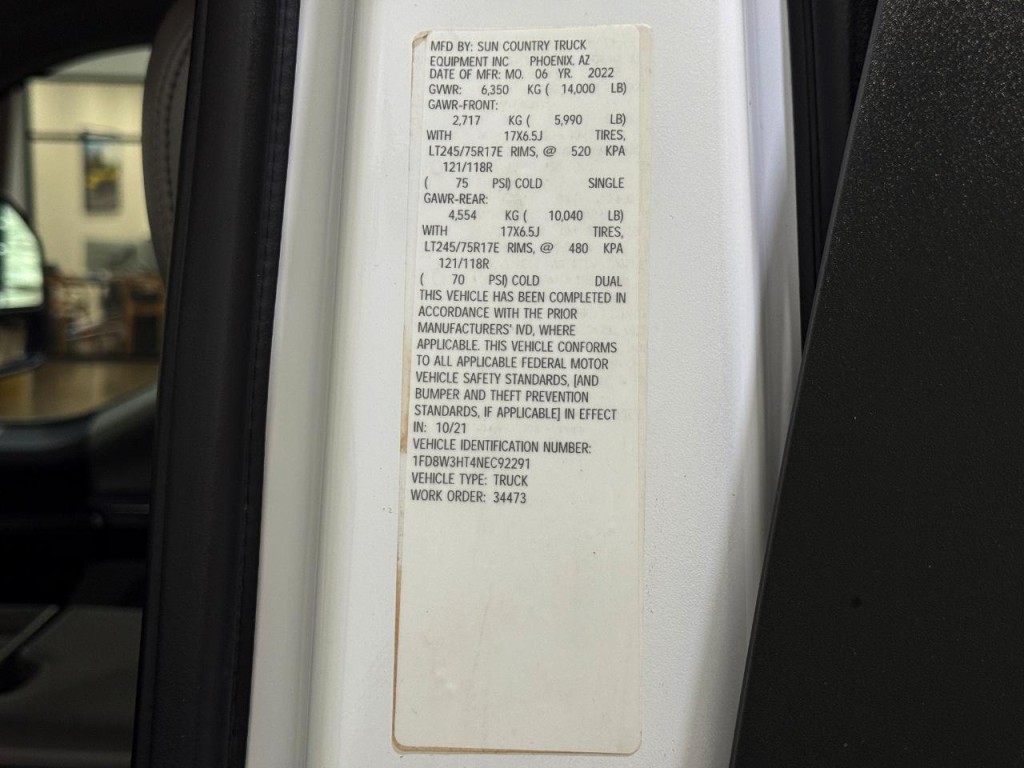 MFD BY: SUN COUNTRY TRUCK
EQUIPMENT INC PHOENIX, AZ
DATE OF MFR: MO. 06 YR. 2022
GVWR: 6,350 KG ( 14,000 LB)
GAWR-FRONT:
2,717 KG ( 5,990 LB)
WITH 17X6.5J TIRES,
LT245/75R17E RIMS, @ 520 KPA
121/118R
( 75 PSI) COLD SINGLE
GAWR-REAR:
4,554 KG ( 10,040 LB)
WITH 17X6.5J TIRES,
LT245/75R17E RIMS, @ 480 KPA
121/118R
( 70 PSI) COLD DUAL
THIS VEHICLE HAS BEEN COMPLETED IN
ACCORDANCE WITH THE PRIOR
MANUFACTURERS' IVD, WHERE
APPLICABLE. THIS VEHICLE CONFORMS
TO ALL APPLICABLE FEDERAL MOTOR
VEHICLE SAFETY STANDARDS, [AND
BUMPER AND THEFT PREVENTION
STANDARDS, IF APPLICABLE] IN EFFECT
IN: 10/21
VEHICLE IDENTIFICATION NUMBER:
1FD8W3HT4NEC92291
VEHICLE TYPE: TRUCK
WORK ORDER: 34473